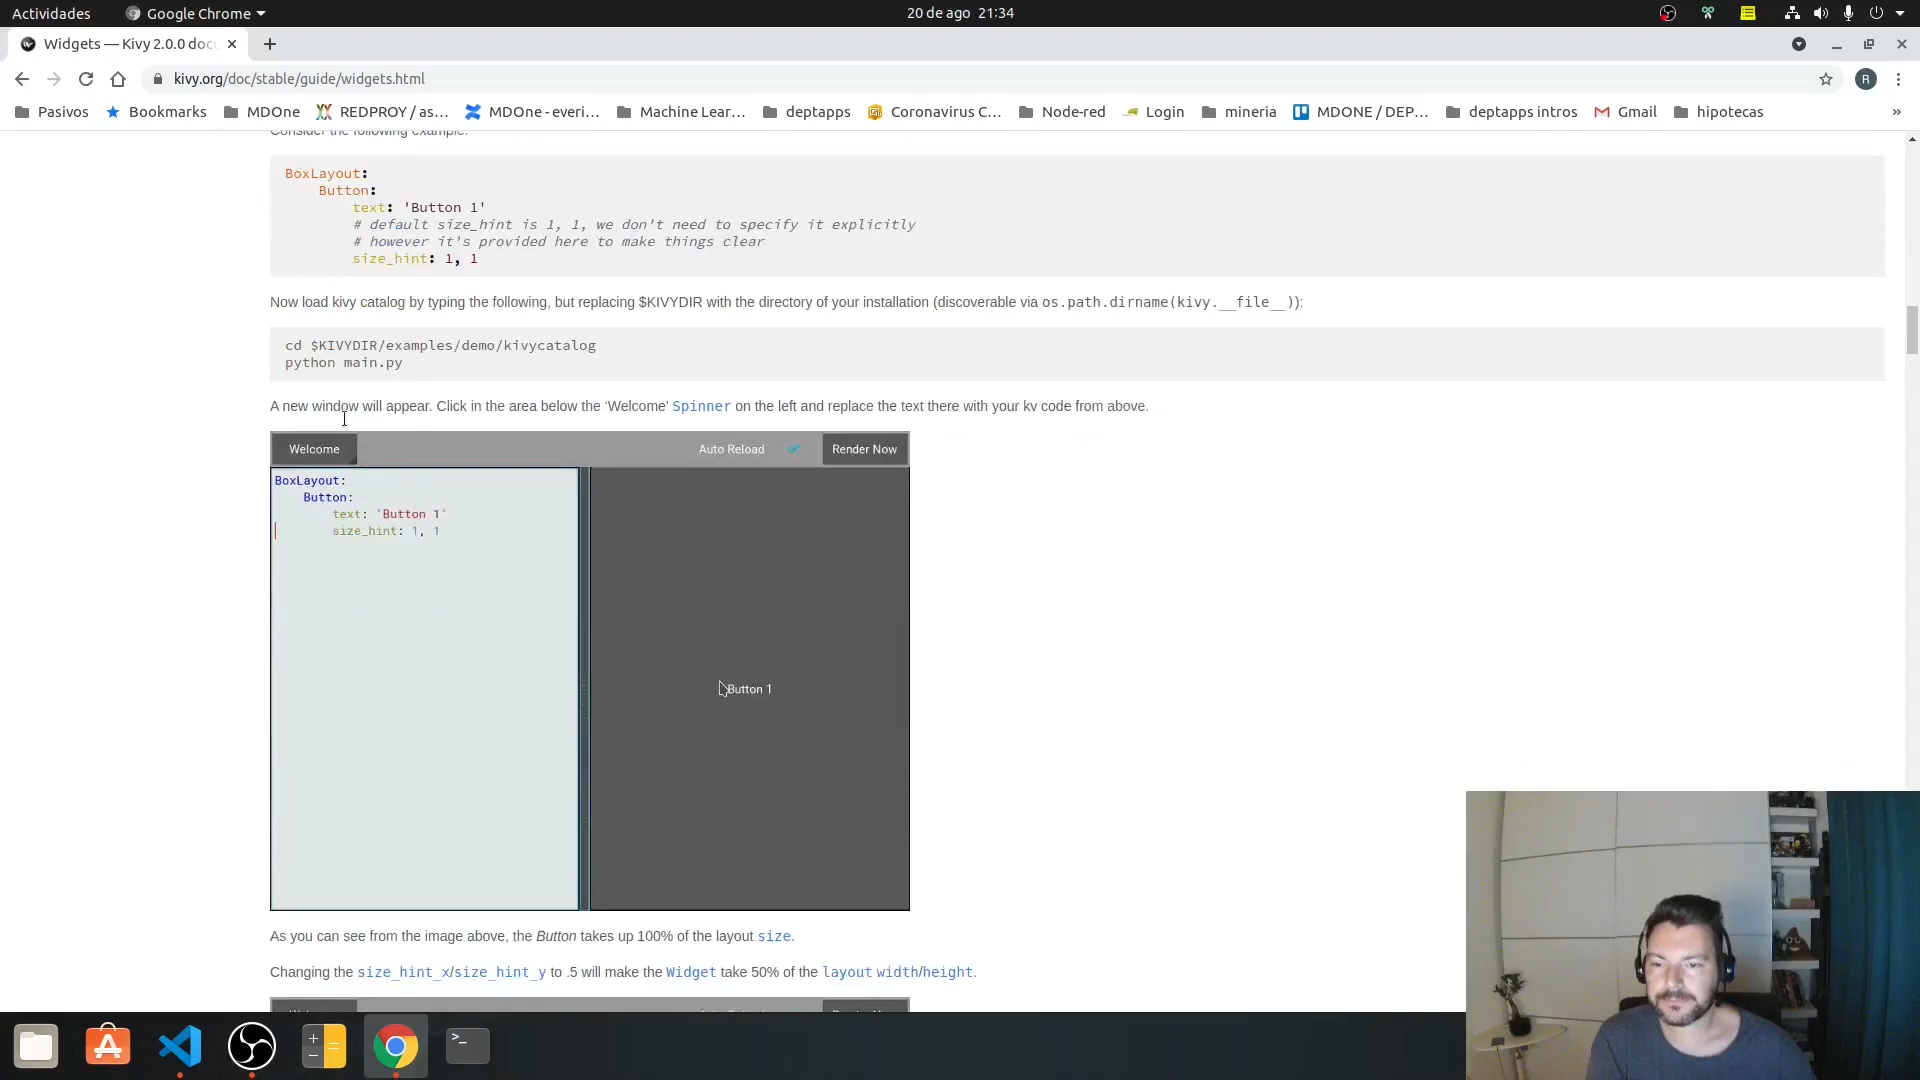 Actividades
Google Chrome
20 de ago 21:34
Widgets — Kivy 2.0.0 doc
kivy.org/doc/stable/guide/widgets.html
R
Pasivos
Bookmarks
MDOne
REDPROY / as...
MDOne - everi...
Machine Lear...
deptapps
Coronavirus C...
Node-red
Login
mineria
MDONE / DEP...
deptapps intros
Gmail
hipotecas
»
Consider the following example:
BoxLayout:
Button:
text: 'Button 1'
# default size_hint is 1, 1, we don't need to specify it explicitly
# however it's provided here to make things clear
size_hint: 1, 1
Now load kivy catalog by typing the following, but replacing $KIVYDIR with the directory of your installation (discoverable via os.path.dirname(kivy.__file__)):
cd $KIVYDIR/examples/demo/kivycatalog
python main.py
A new window will appear. Click in the area below the ‘Welcome’ Spinner on the left and replace the text there with your kv code from above.
Welcome
Auto Reload
Render Now
BoxLayout:
Button:
text: 'Button 1'
size_hint: 1, 1
Button 1
As you can see from the image above, the Button takes up 100% of the layout size.
Changing the size_hint_x/size_hint_y to .5 will make the Widget take 50% of the layout width/height.